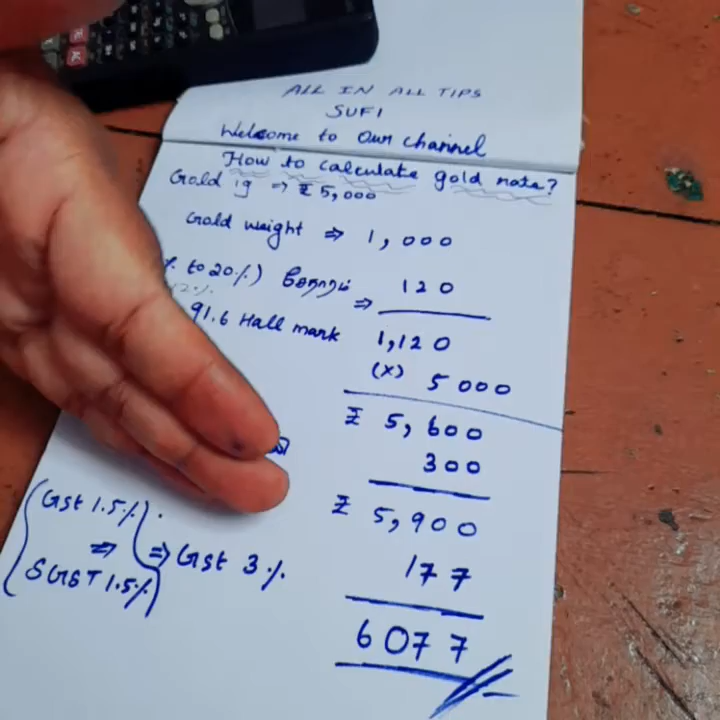 ALL IN ALL TIPS
SUFI
Welcome to our channel
How to calculate gold rate?
Gold 1g ⇒ ₹ 5,000
Gold weight ⇒ 1,000
% to 20%) சேதாரம் ⇒ 120
12%
91.6 Hall mark 1,120
(×) 5000
₹ 5,600
300
₹ 5,900
Gst 1.5% 177
⇒ ⇒ Gst 3%
SGST 1.5%
6077